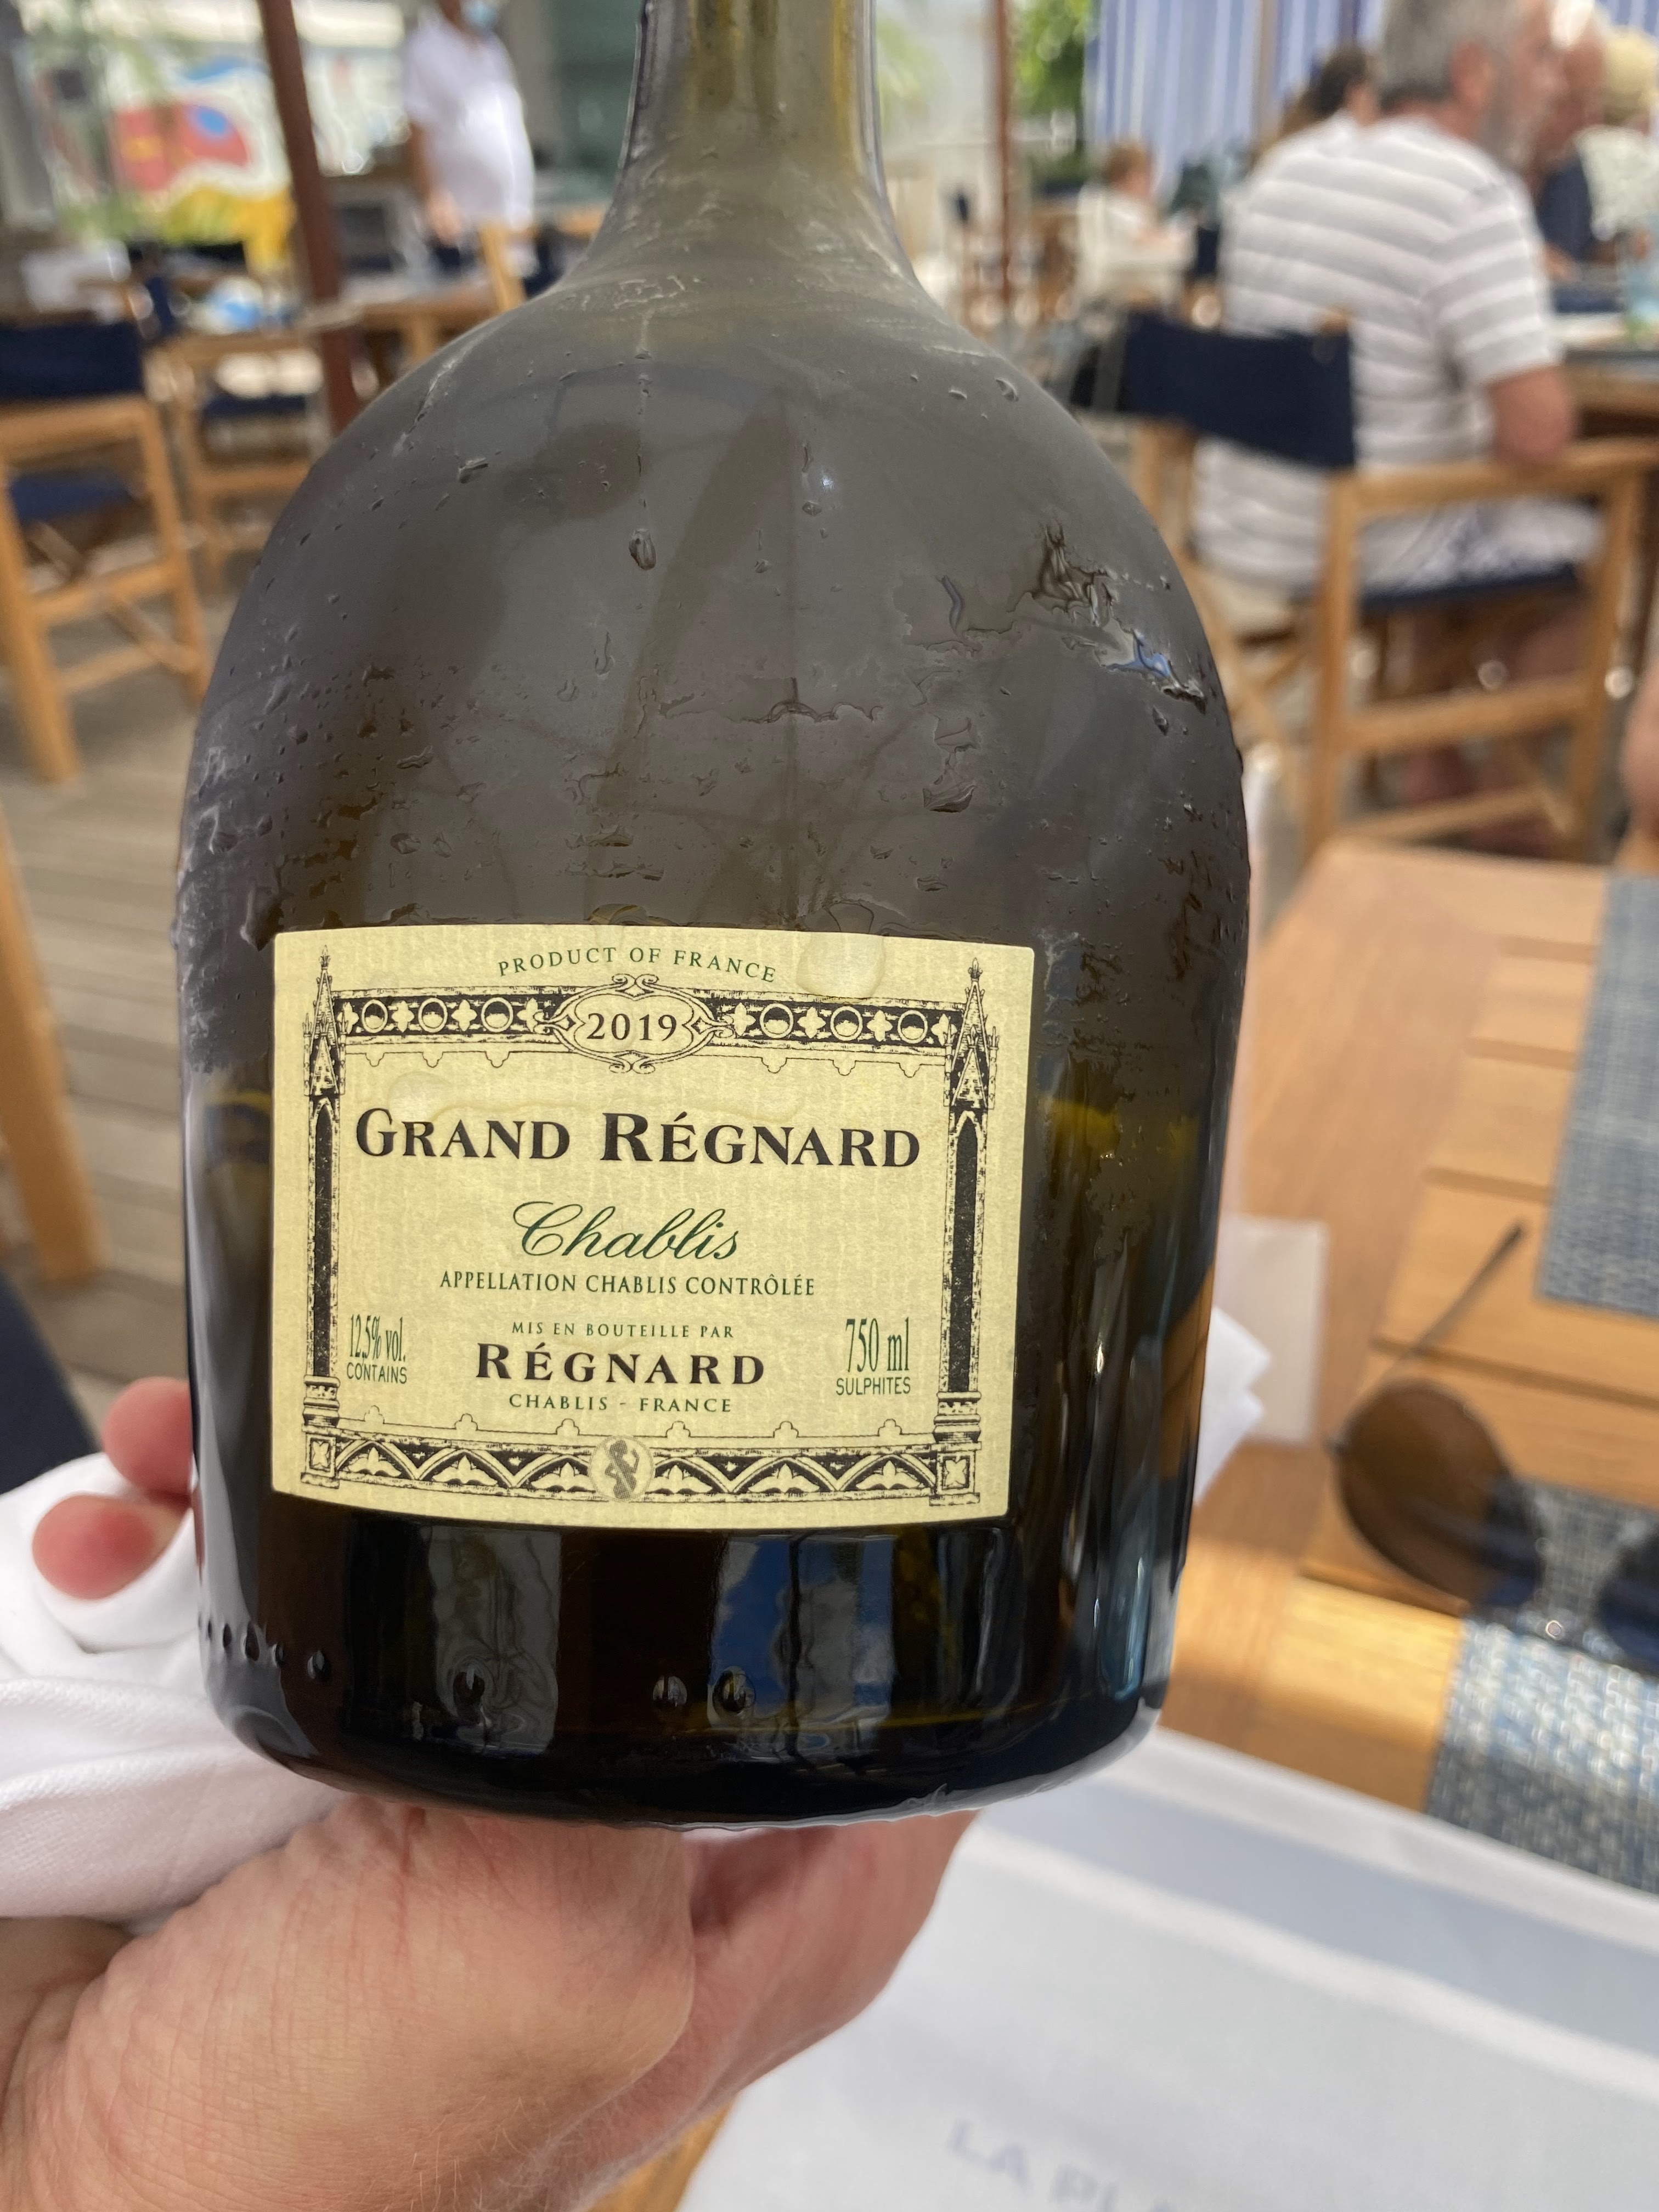 PRODUCT OF FRANCE
2019
GRAND RÉGNARD
Chablis
APPELLATION CHABLIS CONTRÔLÉE
12,5% vol.
CONTAINS
MIS EN BOUTEILLE PAR
RÉGNARD
CHABLIS - FRANCE
750 ml
SULPHITES
LA